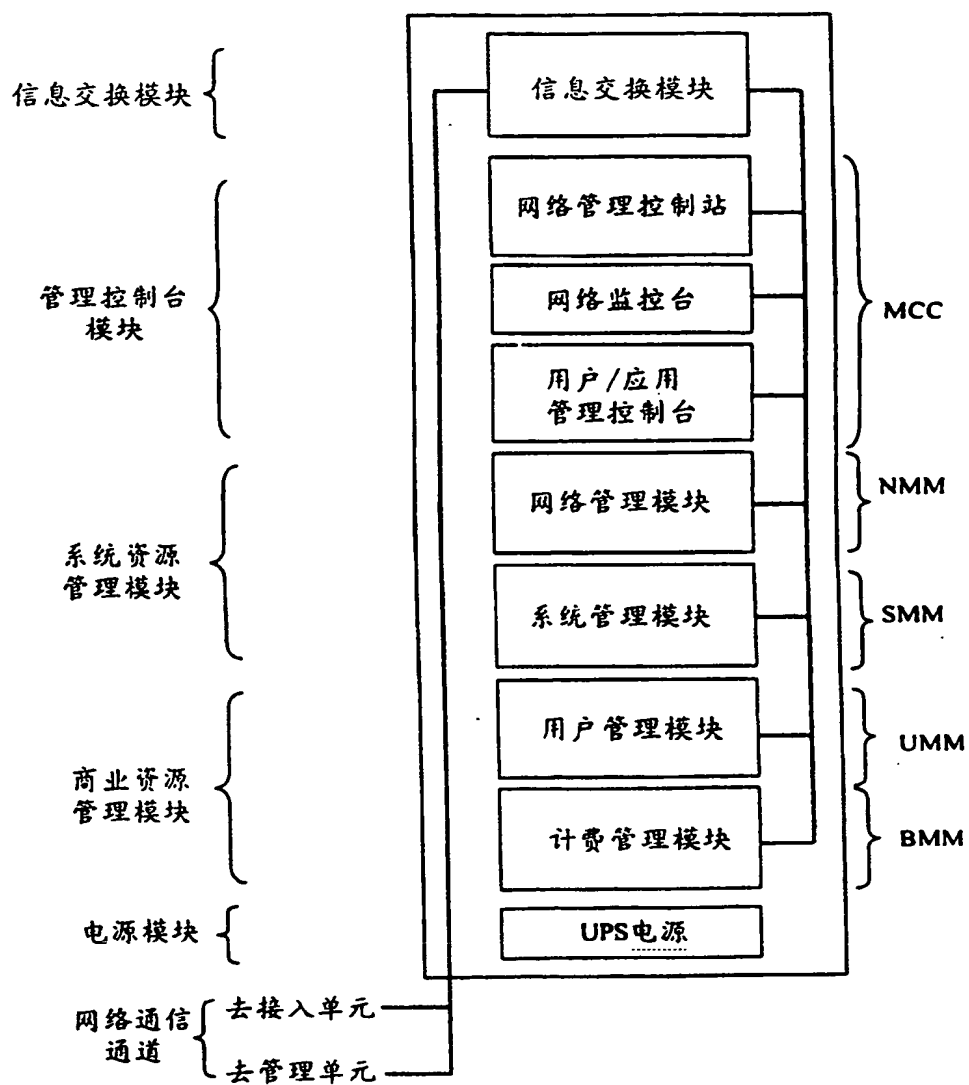 信息交换模块
信息交换模块
管理控制台
模块
网络管理控制站
网络监控台
用户/应用
管理控制台
MCC
系统资源
管理模块
网络管理模块
NMM
系统管理模块
SMM
商业资源
管理模块
用户管理模块
UMM
计费管理模块
BMM
电源模块
UPS电源
网络通信
通道
去接入单元
去管理单元